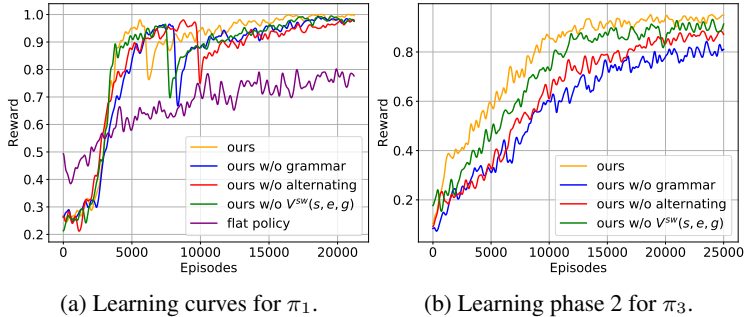 1.0
0.9
0.8
0.7
0.6
0.5
0.4
0.3
0.2
Reward
0
5000
10000
15000
20000
Episodes
ours
ours w/o grammar
ours w/o alternating
ours w/o V^{sw}(s, e, g)
flat policy
(a) Learning curves for π₁.
0.8
0.6
0.4
0.2
Reward
0
5000
10000
15000
20000
25000
Episodes
ours
ours w/o grammar
ours w/o alternating
ours w/o V^{sw}(s, e, g)
(b) Learning phase 2 for π₃.